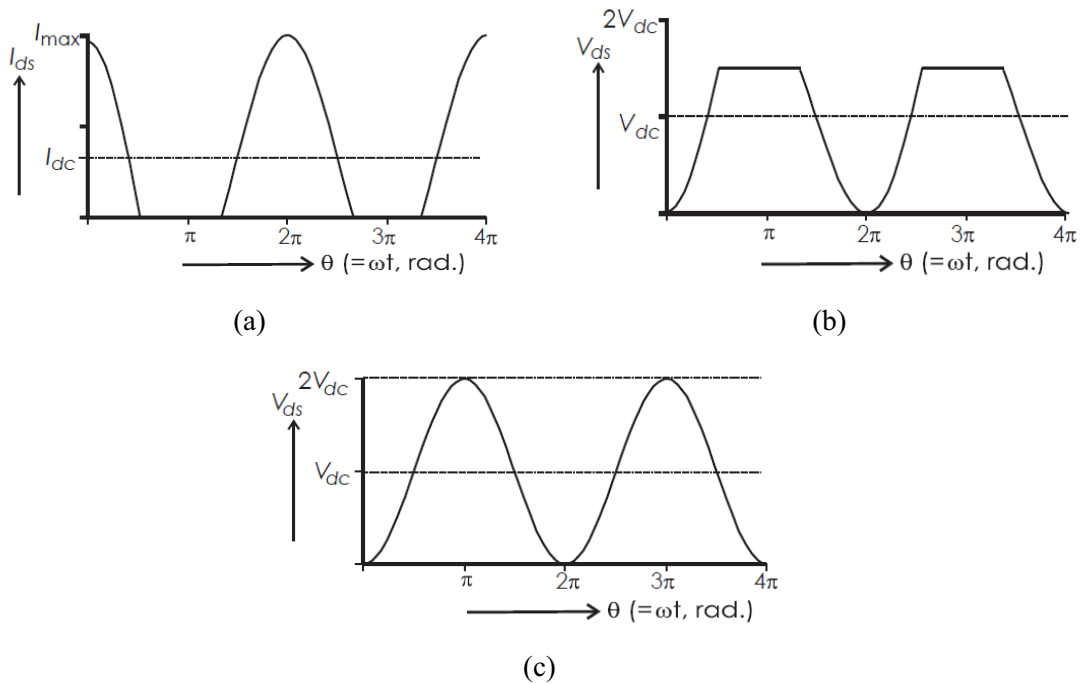 I_max
I_ds
I_dc
π
2π
3π
4π
θ (=ωt, rad.)
(a)
2V_dc
V_ds
V_dc
π
2π
3π
4π
θ (=ωt, rad.)
(b)
2V_dc
V_ds
V_dc
π
2π
3π
4π
θ (=ωt, rad.)
(c)